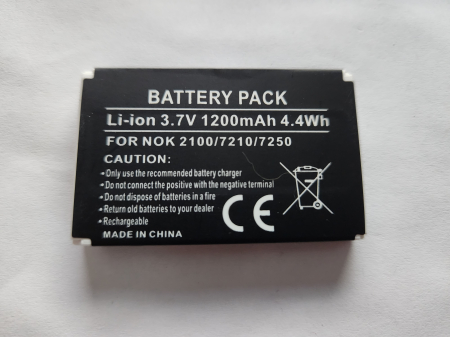 BATTERY PACK
Li-ion 3.7V 1200mAh 4.4Wh
FOR NOK 2100/7210/7250
CAUTION:
•Only use the recommended battery charger
•Do not connect the positive with the negative terminal
•Do not dispose of batteries in a fire
•Return old batteries to your dealer
•Rechargeable
MADE IN CHINA
CE